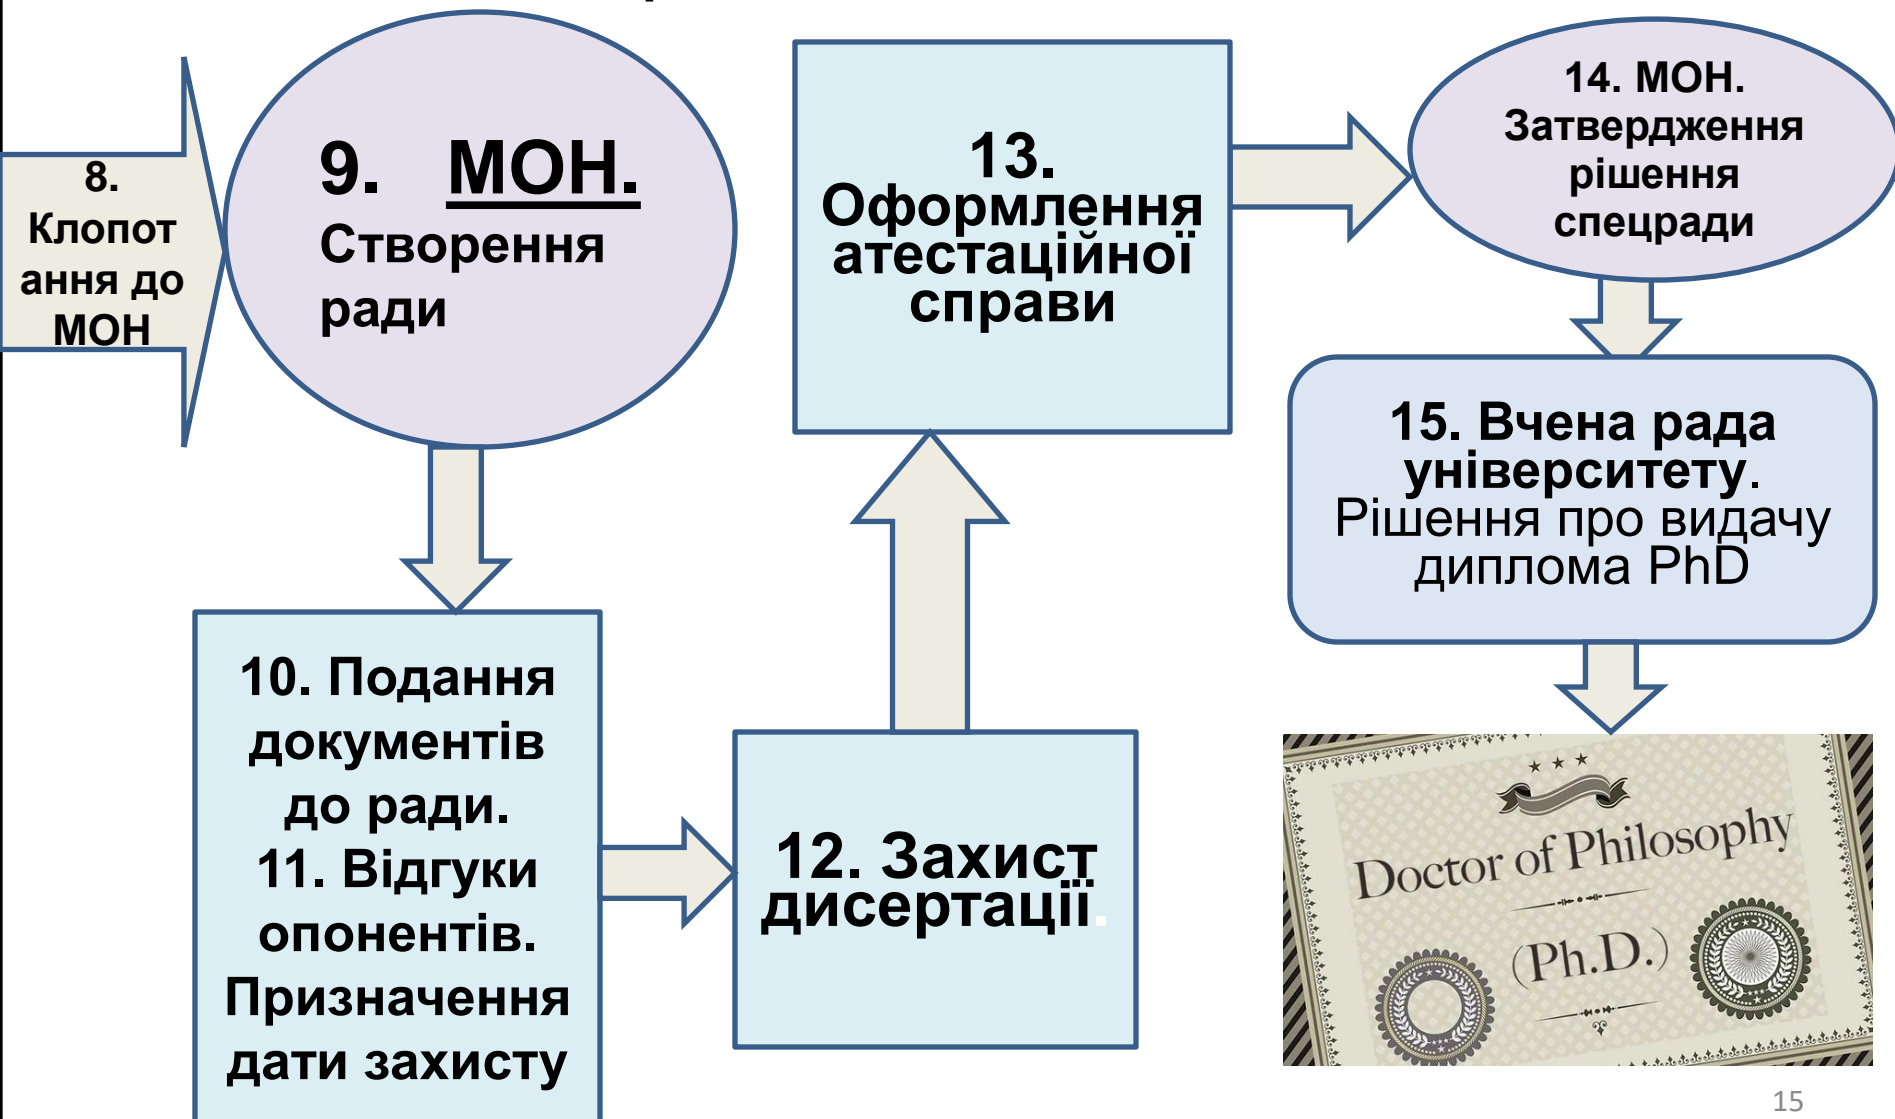 8.
Клопот
ання до
МОН
9. МОН.
Створення
ради
10. Подання
документів
до ради.
11. Відгуки
опонентів.
Призначення
дати захисту
12. Захист
дисертації.
13.
Оформлення
атестаційної
справи
14. МОН.
Затвердження
рішення
спецради
15. Вчена рада
університету.
Рішення про видачу
диплома PhD
Doctor of Philosophy
(Ph.D.)
15